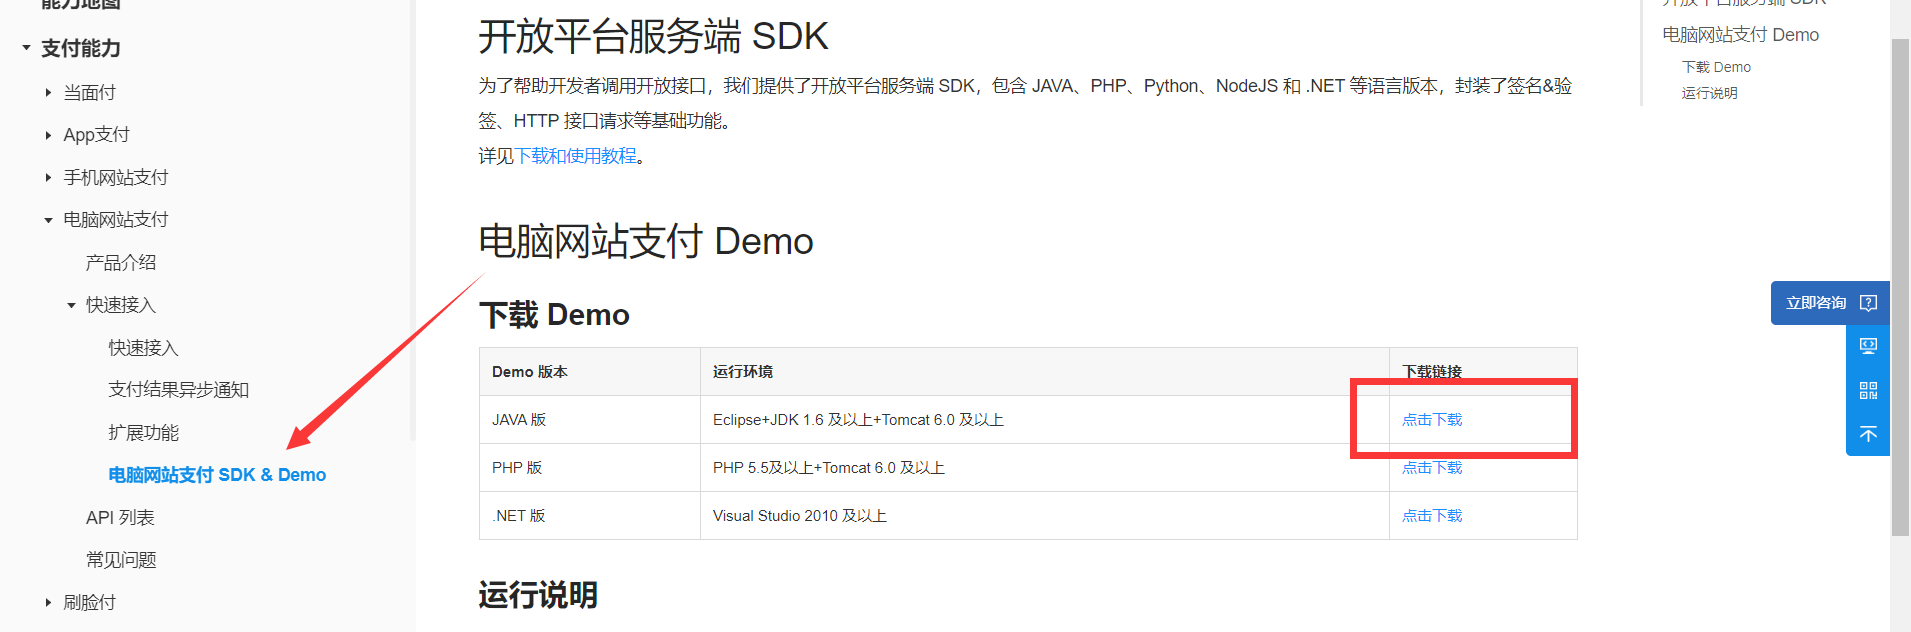 能力地图
支付能力
当面付
App支付
手机网站支付
电脑网站支付
产品介绍
快速接入
快速接入
支付结果异步通知
扩展功能
电脑网站支付 SDK & Demo
API 列表
常见问题
刷脸付
开放平台服务端 SDK
为了帮助开发者调用开放接口，我们提供了开放平台服务端 SDK，包含 JAVA、PHP、Python、NodeJS 和 .NET 等语言版本，封装了签名&验
签、HTTP 接口请求等基础功能。
详见下载和使用教程。
电脑网站支付 Demo
下载 Demo
Demo 版本 运行环境 下载链接
JAVA 版 Eclipse+JDK 1.6 及以上+Tomcat 6.0 及以上 点击下载
PHP 版 PHP 5.5及以上+Tomcat 6.0 及以上 点击下载
.NET 版 Visual Studio 2010 及以上 点击下载
运行说明
开放平台服务端 SDK
电脑网站支付 Demo
下载 Demo
运行说明
立即咨询